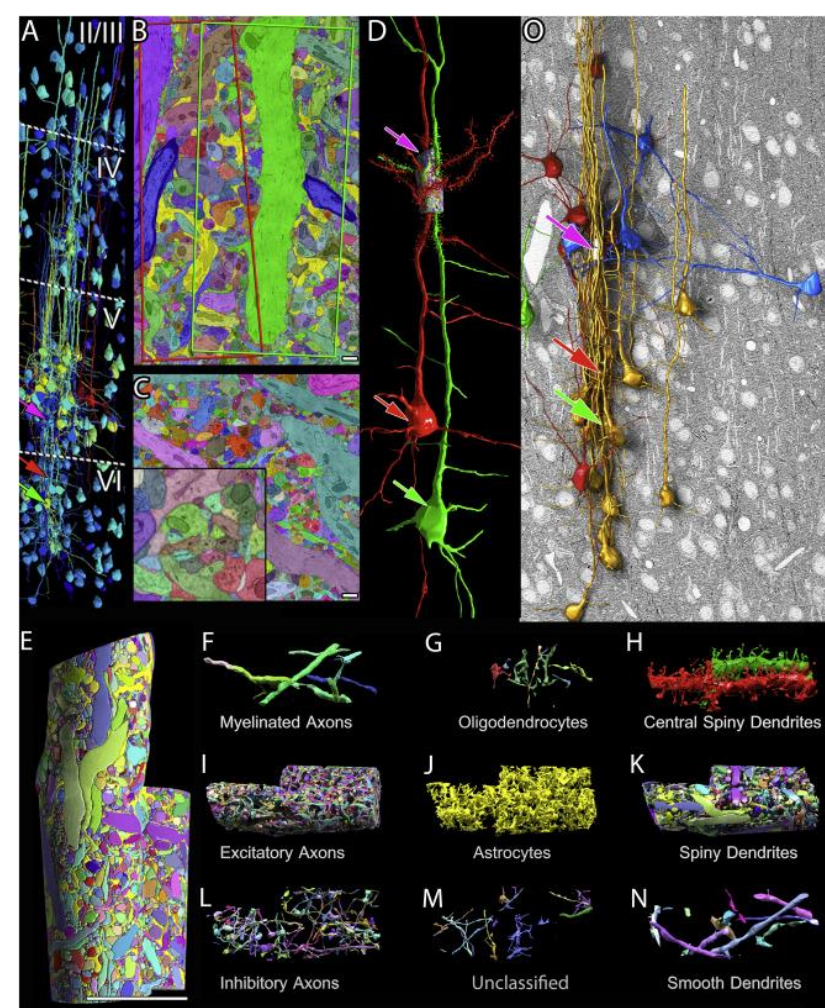 A
II/III
B
D
O
IV
V
C
VI
E
F
G
H
Myelinated Axons
Oligodendrocytes
Central Spiny Dendrites
I
J
K
Excitatory Axons
Astrocytes
Spiny Dendrites
L
M
N
Inhibitory Axons
Unclassified
Smooth Dendrites